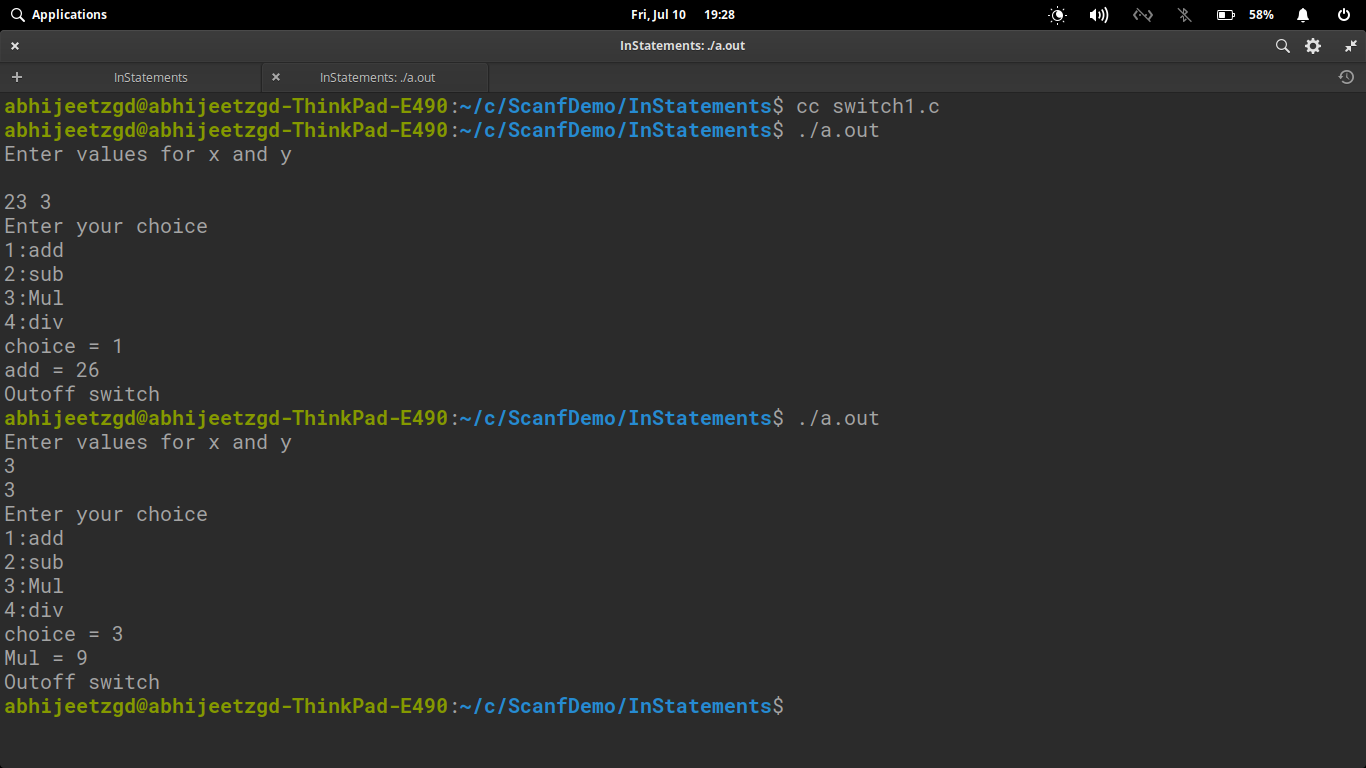 Applications Fri, Jul 10 19:28 58%
InStatements: ./a.out
InStatements InStatements: ./a.out
abhijeetzgd@abhijeetzgd-ThinkPad-E490:~/c/ScanfDemo/InStatements$ cc switch1.c
abhijeetzgd@abhijeetzgd-ThinkPad-E490:~/c/ScanfDemo/InStatements$ ./a.out
Enter values for x and y
23 3
Enter your choice
1:add
2:sub
3:Mul
4:div
choice = 1
add = 26
Outoff switch
abhijeetzgd@abhijeetzgd-ThinkPad-E490:~/c/ScanfDemo/InStatements$ ./a.out
Enter values for x and y
3
3
Enter your choice
1:add
2:sub
3:Mul
4:div
choice = 3
Mul = 9
Outoff switch
abhijeetzgd@abhijeetzgd-ThinkPad-E490:~/c/ScanfDemo/InStatements$